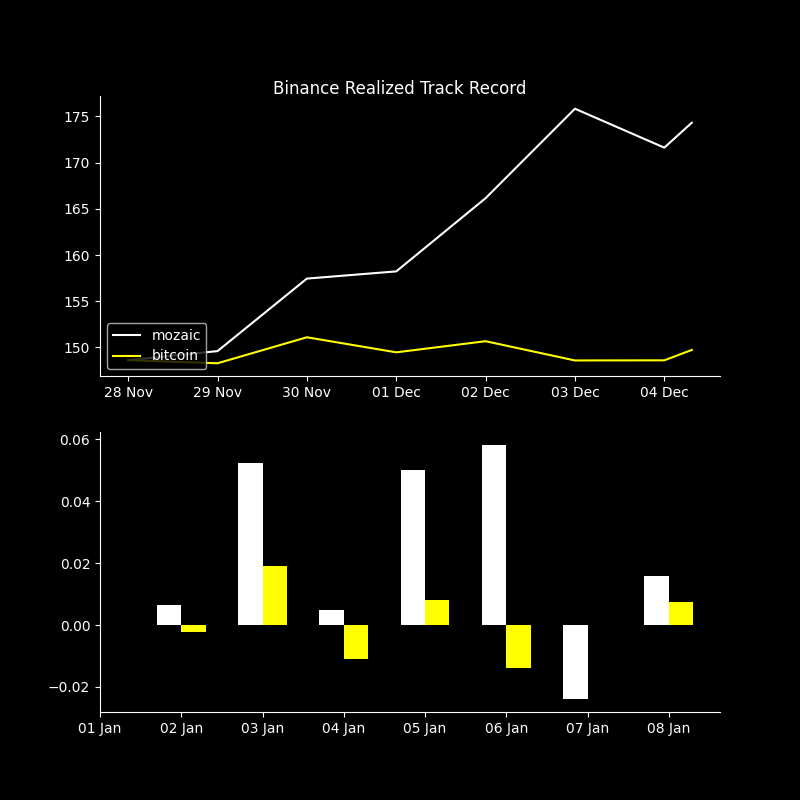 Binance Realized Track Record
175
170
165
160
155
150
mozaic
bitcoin
28 Nov 29 Nov 30 Nov 01 Dec 02 Dec 03 Dec 04 Dec
0.06
0.04
0.02
0.00
−0.02
01 Jan 02 Jan 03 Jan 04 Jan 05 Jan 06 Jan 07 Jan 08 Jan